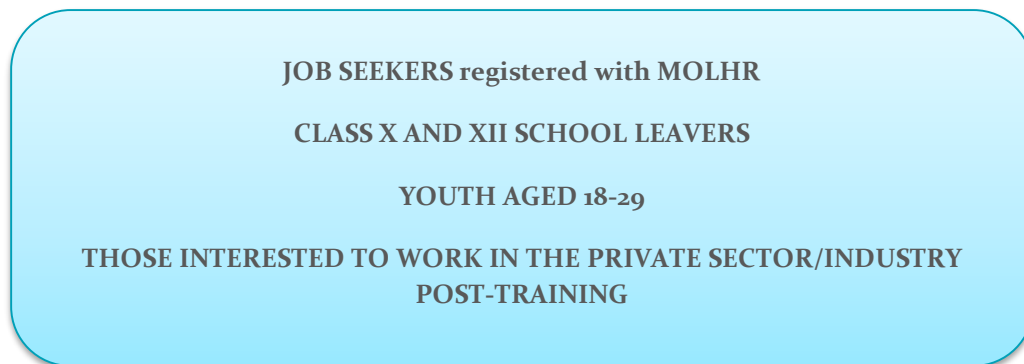 JOB SEEKERS registered with MOLHR
CLASS X AND XII SCHOOL LEAVERS
YOUTH AGED 18-29
THOSE INTERESTED TO WORK IN THE PRIVATE SECTOR/INDUSTRY
POST-TRAINING